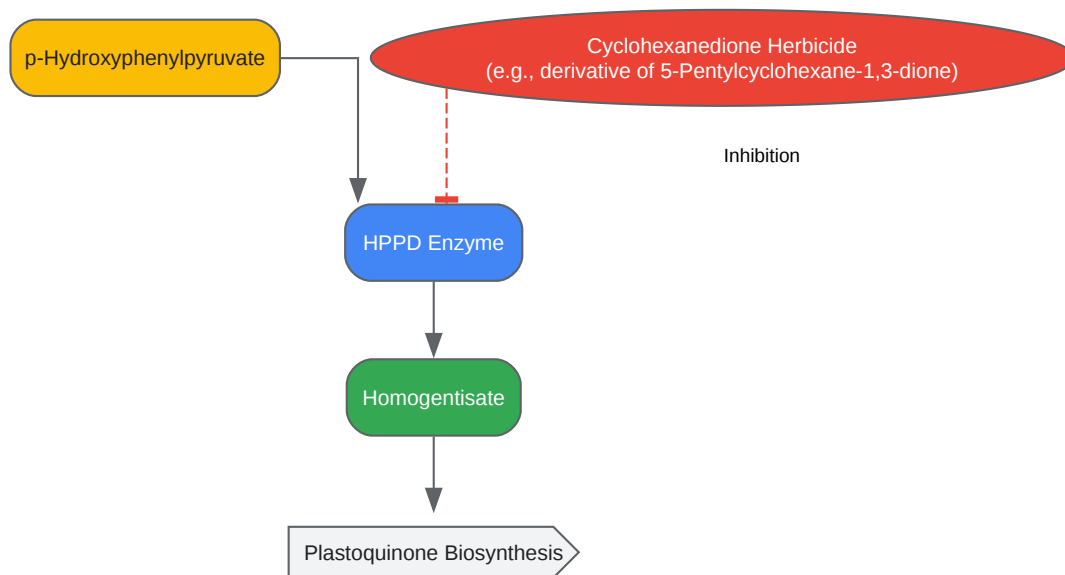 p-Hydroxyphenylpyruvate
Cyclohexanedione Herbicide
(e.g., derivative of 5-Pentylcyclohexane-1,3-dione)
Inhibition
HPPD Enzyme
Homogentisate
Plastoquinone Biosynthesis